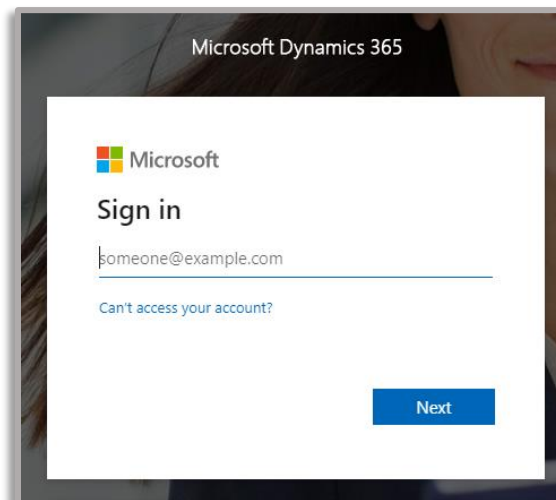 Microsoft Dynamics 365
Microsoft
Sign in
someone@example.com
Can't access your account?
Next